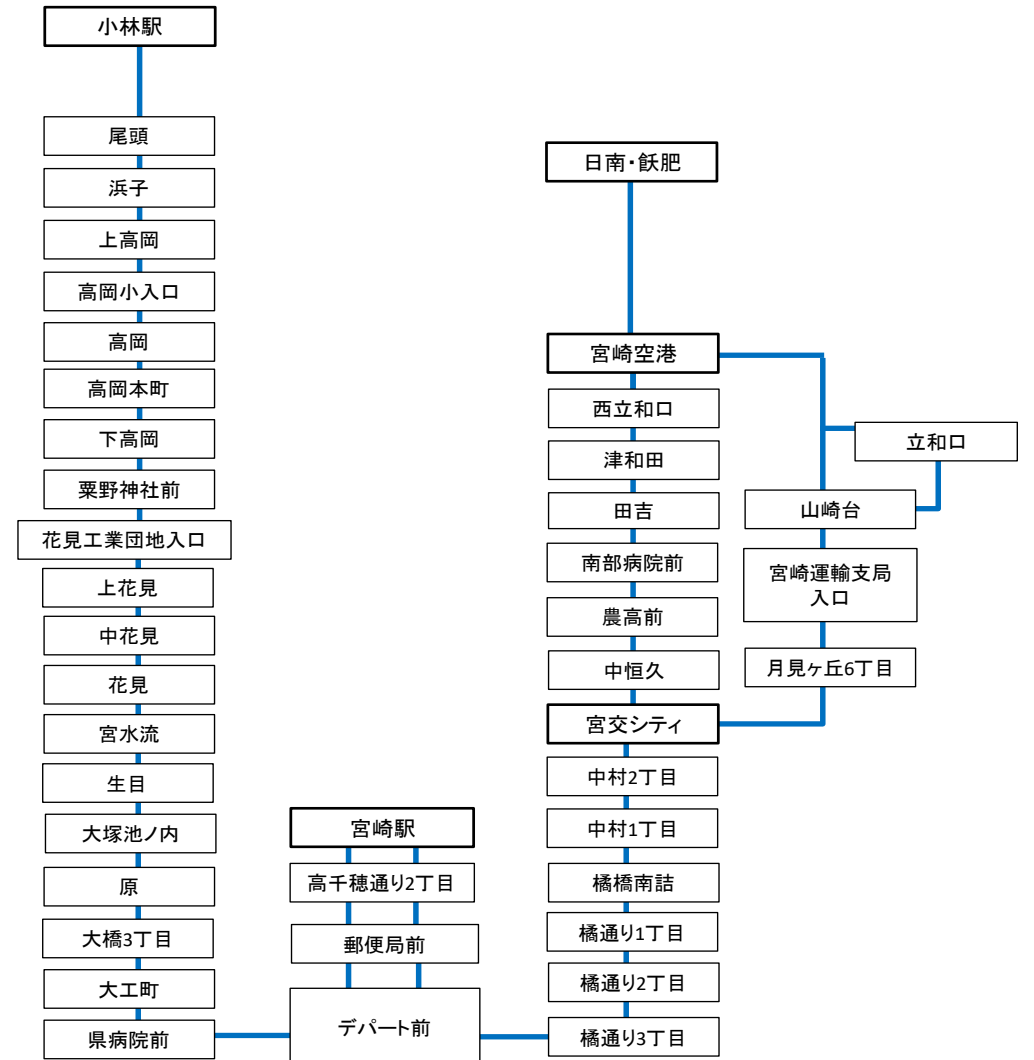 小林駅
尾頭
浜子
上高岡
高岡小入口
高岡
高岡本町
下高岡
粟野神社前
花見工業団地入口
上花見
中花見
花見
宮水流
生目
大塚池ノ内
原
大橋3丁目
大工町
県病院前
宮崎駅
高千穂通り2丁目
郵便局前
デパート前
日南・飫肥
宮崎空港
西立和口
津和田
田吉
南部病院前
農高前
中恒久
宮交シティ
中村2丁目
中村1丁目
橘橋南詰
橘通り1丁目
橘通り2丁目
橘通り3丁目
立和口
山崎台
宮崎運輸支局
入口
月見ヶ丘6丁目